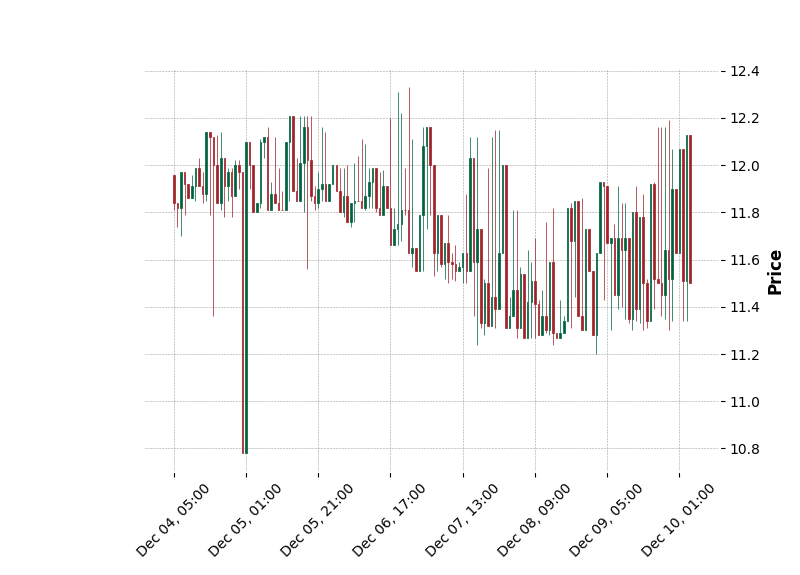 12.4
12.2
12.0
11.8
11.6
11.4
11.2
11.0
10.8
Price
Dec 04, 05:00
Dec 05, 01:00
Dec 05, 21:00
Dec 06, 17:00
Dec 07, 13:00
Dec 08, 09:00
Dec 09, 05:00
Dec 10, 01:00